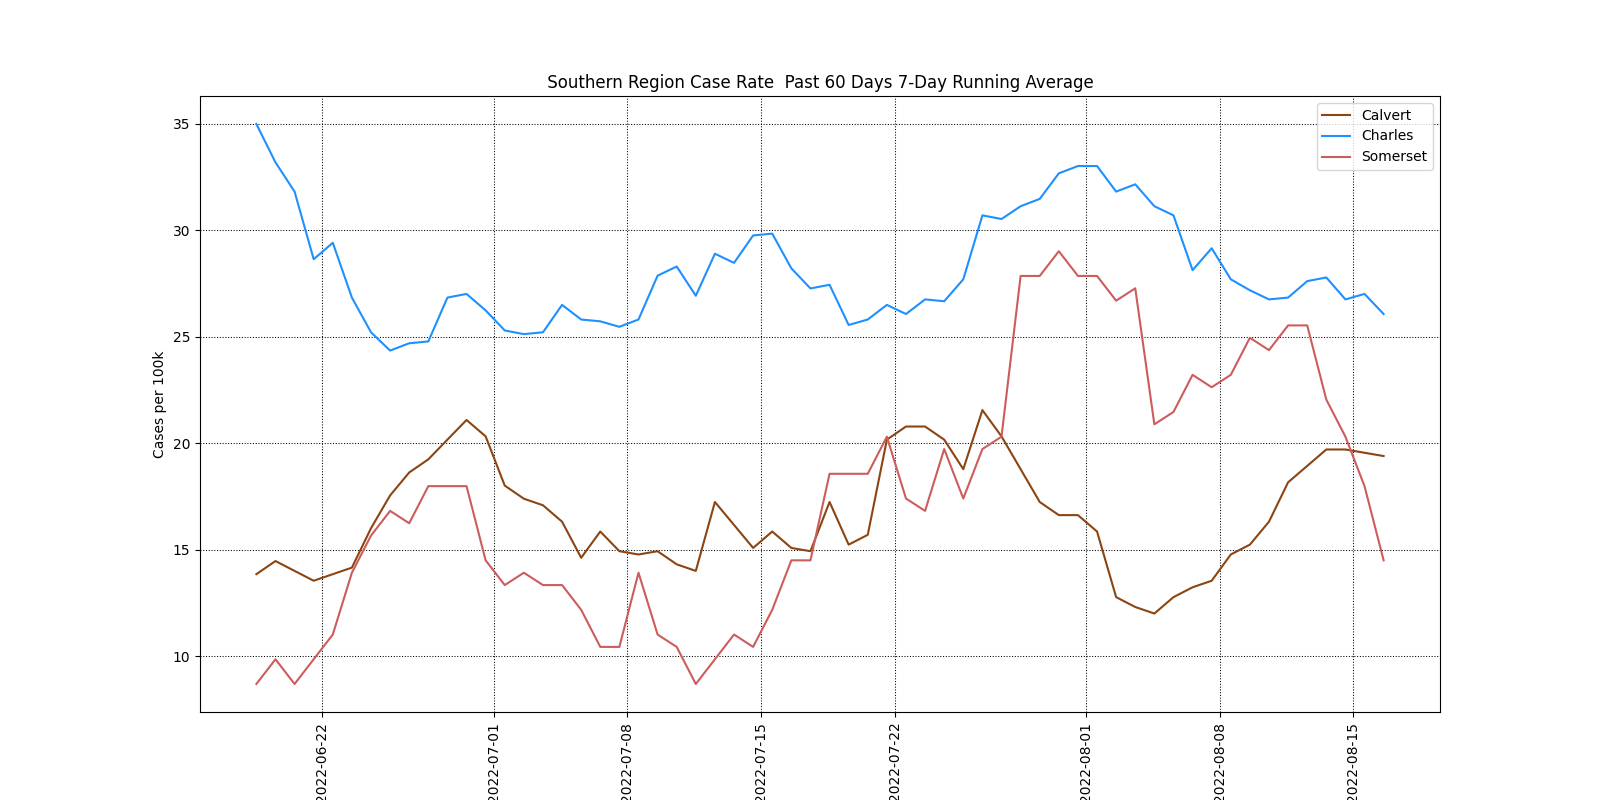 Southern Region Case Rate  Past 60 Days 7-Day Running Average
Calvert
Charles
Somerset
Cases per 100k
35
30
25
20
15
10
2022-06-22
2022-07-01
2022-07-08
2022-07-15
2022-07-22
2022-08-01
2022-08-08
2022-08-15